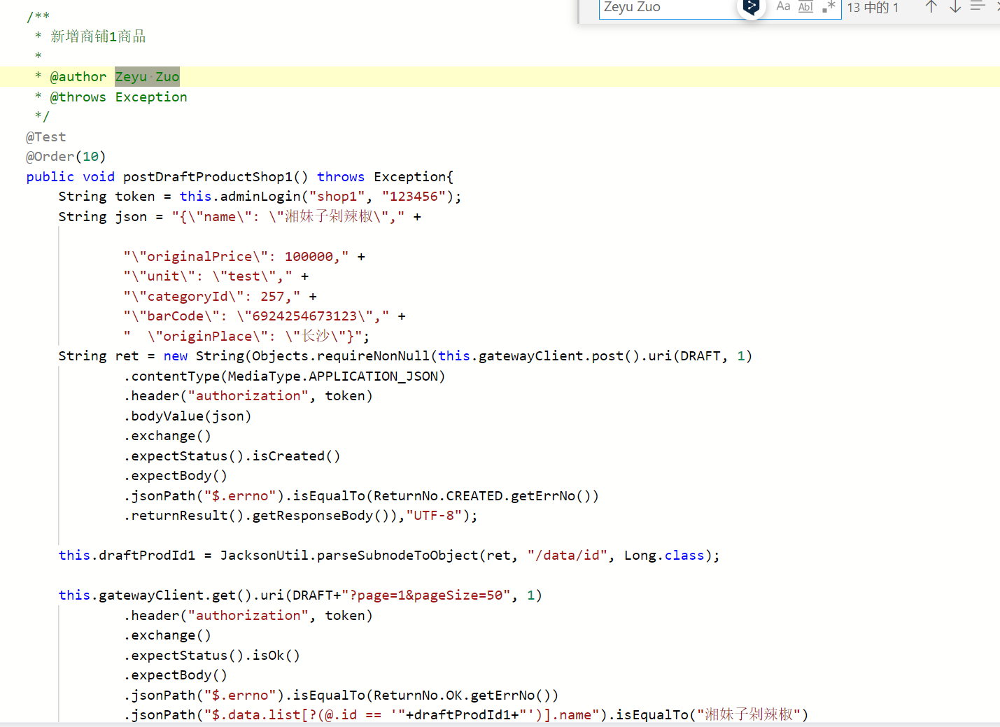 Zeyu Zuo
Aa Abl .* 13 中的 1
/**
* 新增商铺1商品
*
* @author Zeyu Zuo
* @throws Exception
*/
@Test
@Order(10)
public void postDraftProductShop1() throws Exception{
String token = this.adminLogin("shop1", "123456");
String json = "{\"name\": \"湘妹子剁辣椒\"," +
"\"originalPrice\": 100000," +
"\"unit\": \"test\"," +
"\"categoryId\": 257," +
"\"barCode\": \"6924254673123\"," +
"  \"originPlace\": \"长沙\"}";
String ret = new String(Objects.requireNonNull(this.gatewayClient.post().uri(DRAFT, 1)
.contentType(MediaType.APPLICATION_JSON)
.header("authorization", token)
.bodyValue(json)
.exchange()
.expectStatus().isCreated()
.expectBody()
.jsonPath("$.errno").isEqualTo(ReturnNo.CREATED.getErrNo())
.returnResult().getResponseBody()),"UTF-8");
this.draftProdId1 = JacksonUtil.parseSubnodeToObject(ret, "/data/id", Long.class);
this.gatewayClient.get().uri(DRAFT+"?page=1&pageSize=50", 1)
.header("authorization", token)
.exchange()
.expectStatus().isOk()
.expectBody()
.jsonPath("$.errno").isEqualTo(ReturnNo.OK.getErrNo())
.jsonPath("$.data.list[?(@.id == '"+draftProdId1+"')].name").isEqualTo("湘妹子剁辣椒")